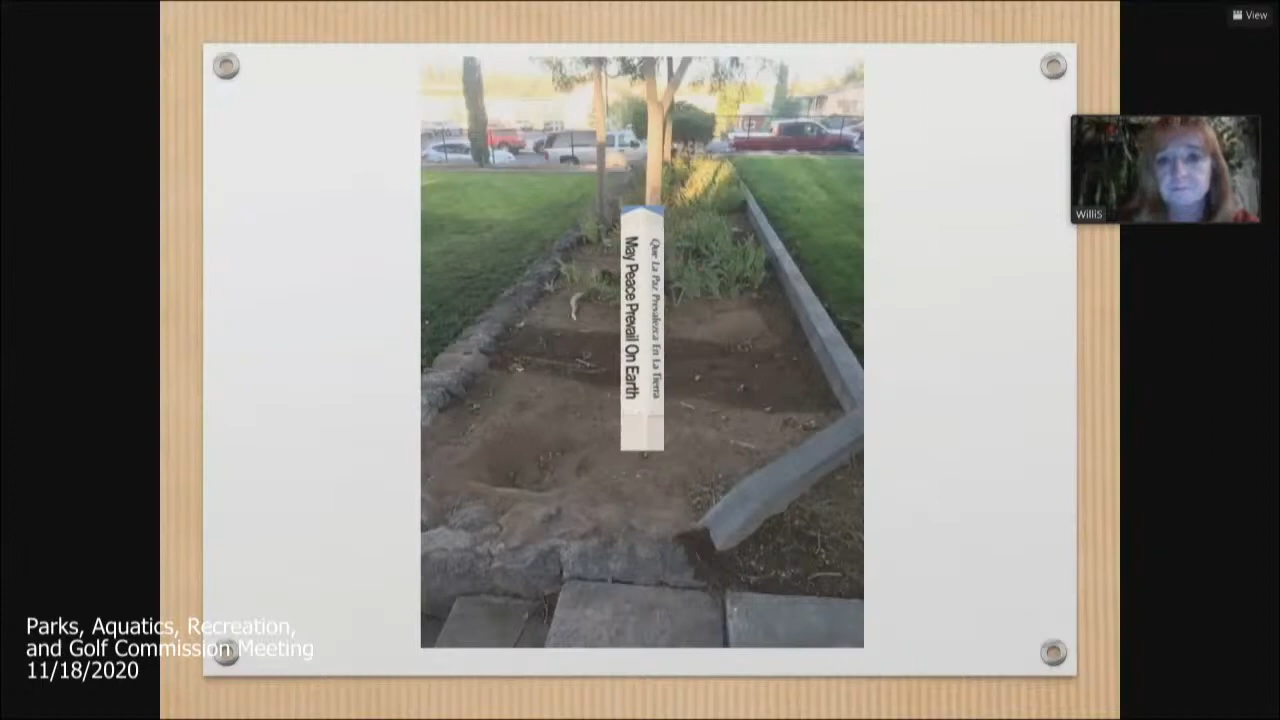 View
WilliS
Que La Paz Prevalezca En La Tierra
May Peace Prevail On Earth
Parks, Aquatics, Recreation,
and Golf Commission Meeting
11/18/2020